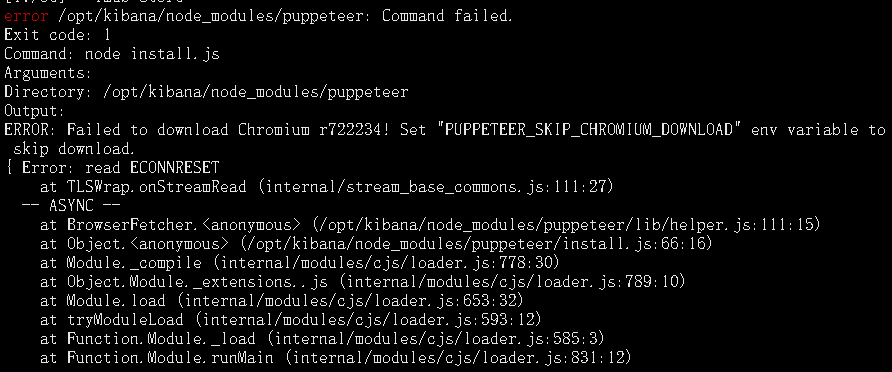 error /opt/kibana/node_modules/puppeteer: Command failed.
Exit code: 1
Command: node install.js
Arguments:
Directory: /opt/kibana/node_modules/puppeteer
Output:
ERROR: Failed to download Chromium r722234! Set "PUPPETEER_SKIP_CHROMIUM_DOWNLOAD" env variable to
skip download.
{ Error: read ECONNRESET
at TLSWrap.onStreamRead (internal/stream_base_commons.js:111:27)
-- ASYNC --
at BrowserFetcher.<anonymous> (/opt/kibana/node_modules/puppeteer/lib/helper.js:111:15)
at Object.<anonymous> (/opt/kibana/node_modules/puppeteer/install.js:66:16)
at Module._compile (internal/modules/cjs/loader.js:778:30)
at Object.Module._extensions..js (internal/modules/cjs/loader.js:789:10)
at Module.load (internal/modules/cjs/loader.js:653:32)
at tryModuleLoad (internal/modules/cjs/loader.js:593:12)
at Function.Module._load (internal/modules/cjs/loader.js:585:3)
at Function.Module.runMain (internal/modules/cjs/loader.js:831:12)